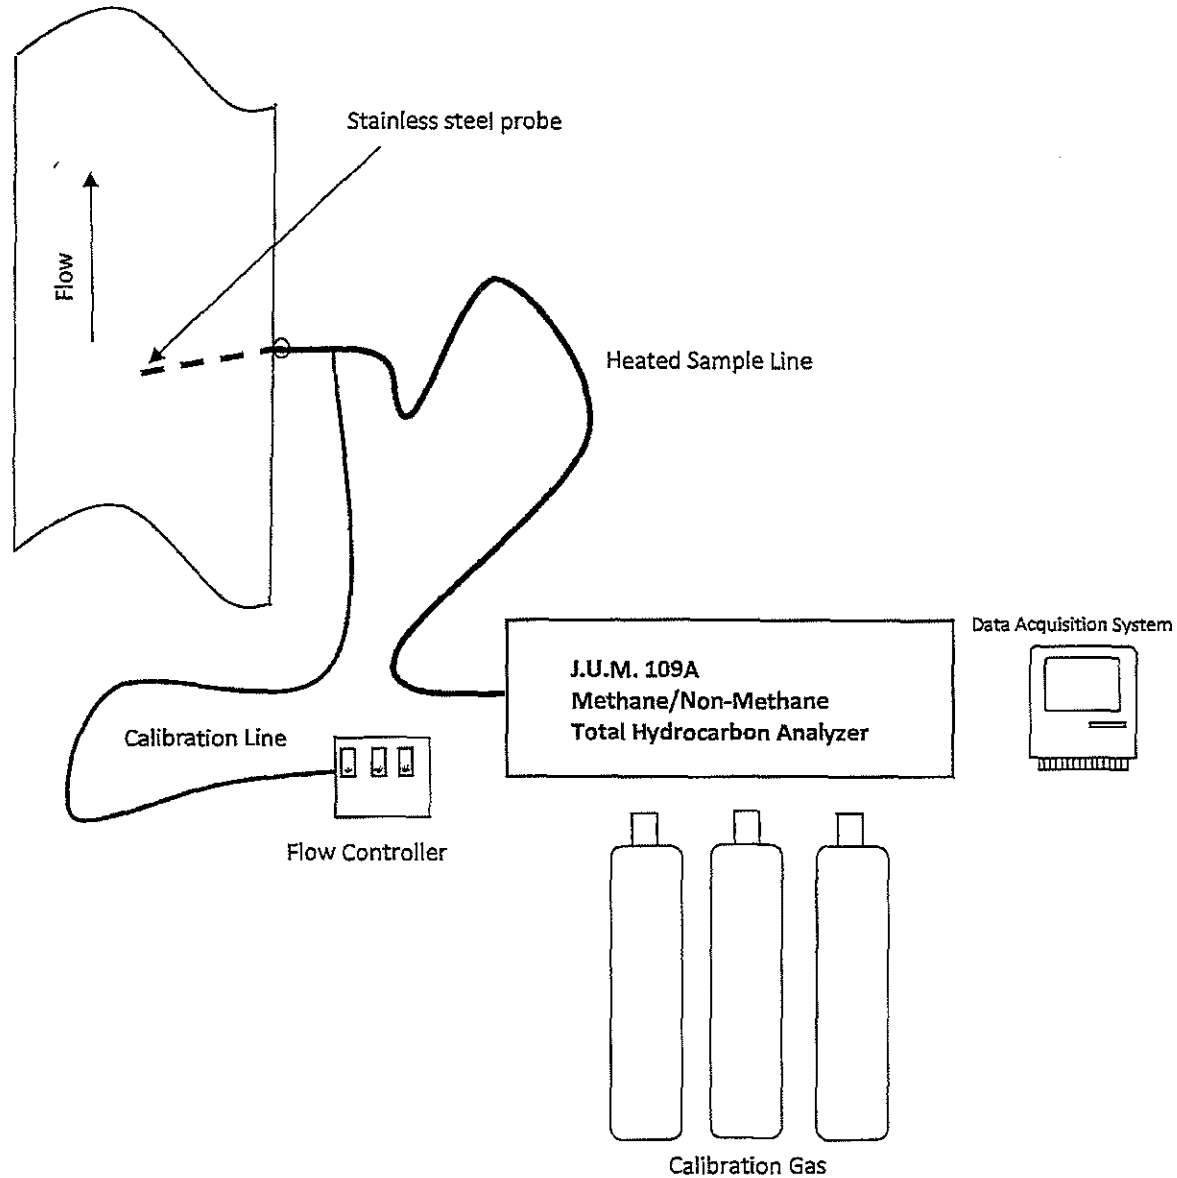 Stainless steel probe
Flow
Heated Sample Line
Data Acquisition System
J.U.M. 109A
Methane/Non-Methane
Total Hydrocarbon Analyzer
Calibration Line
Flow Controller
Calibration Gas